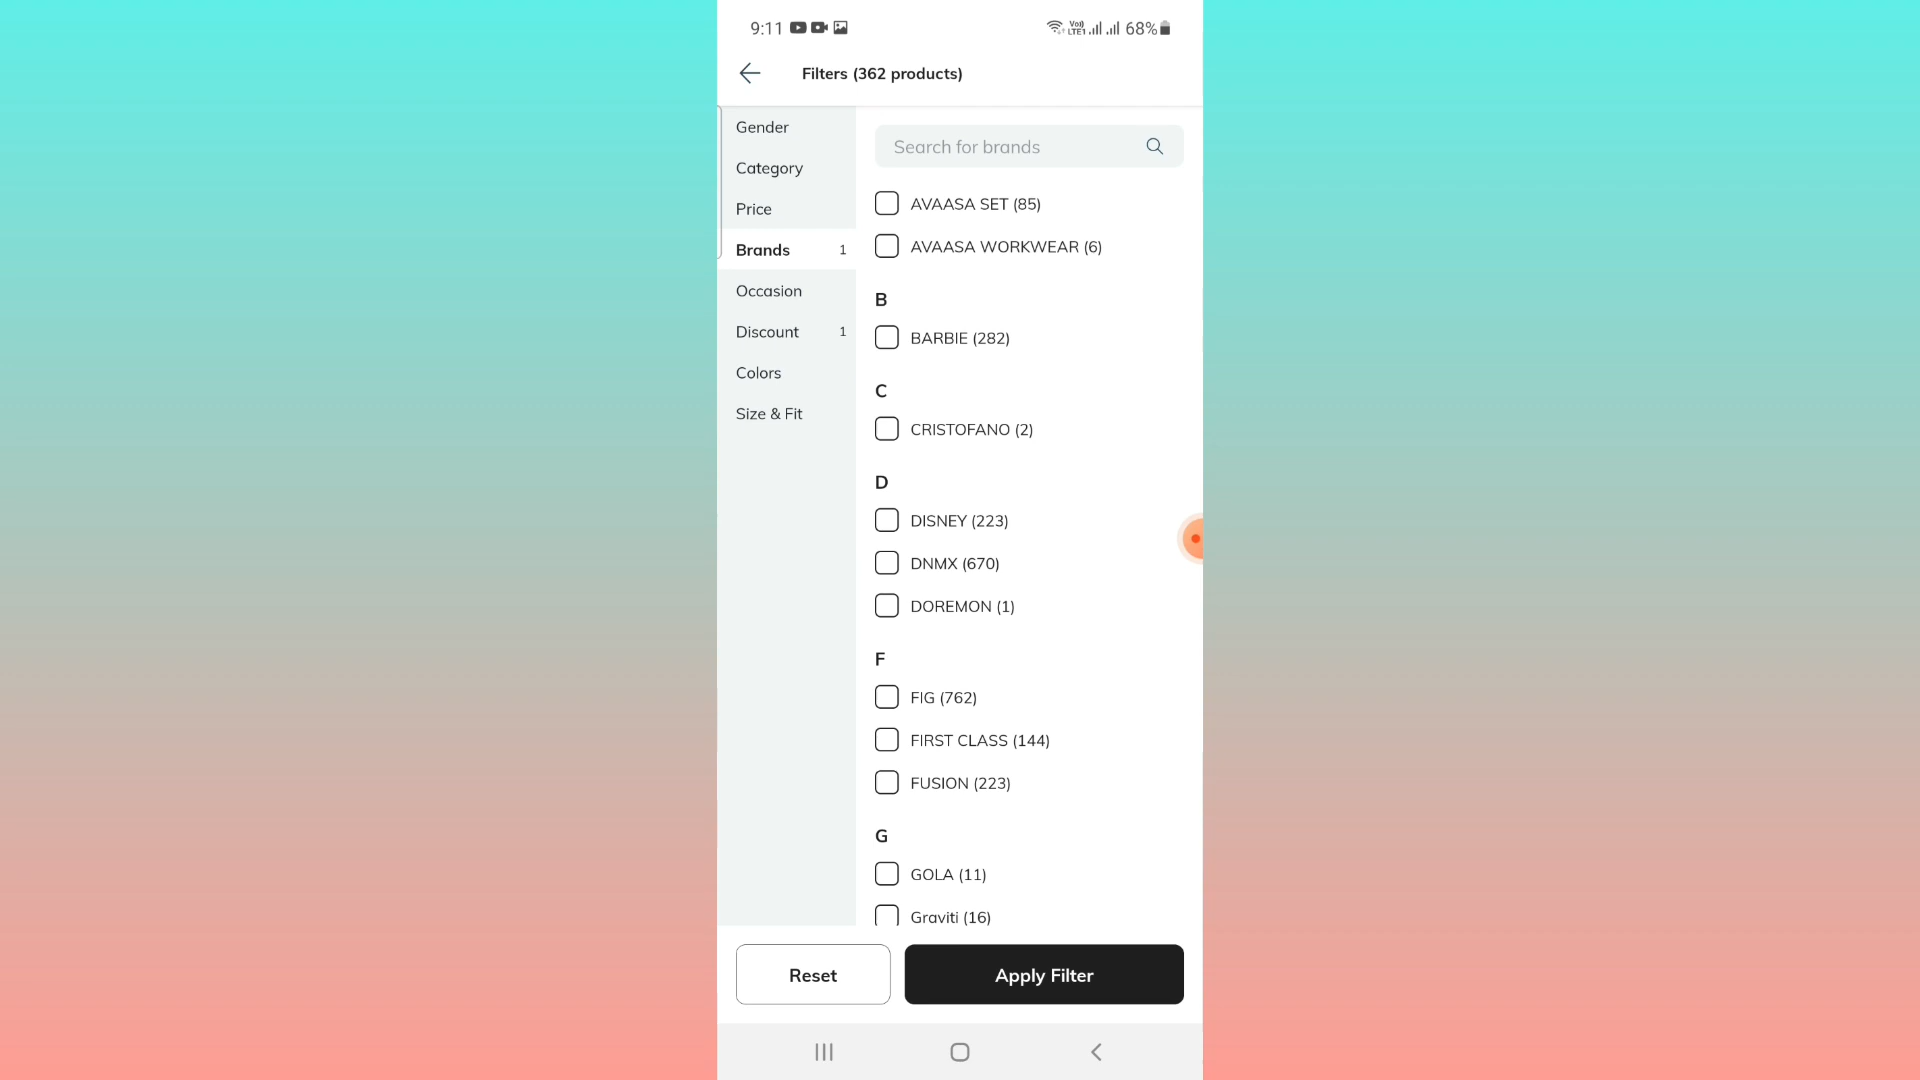 9:11
Vo)) LTE1
68%
Filters (362 products)
Gender
Category
Price
Brands 1
Occasion
Discount 1
Colors
Size & Fit
Search for brands
AVAASA SET (85)
AVAASA WORKWEAR (6)
B
BARBIE (282)
C
CRISTOFANO (2)
D
DISNEY (223)
DNMX (670)
DOREMON (1)
F
FIG (762)
FIRST CLASS (144)
FUSION (223)
G
GOLA (11)
Graviti (16)
Reset
Apply Filter